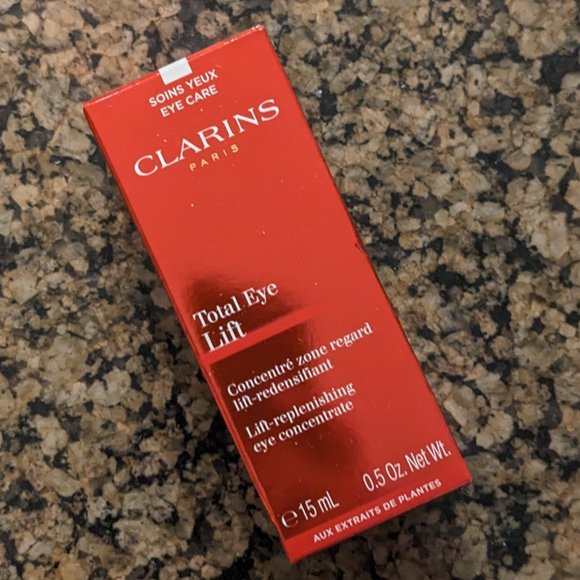 SOINS YEUX
EYE CARE
CLARINS
PARIS
Total Eye
Lift
Concentré zone regard
lift-redensifiant
Lift-replenishing
eye concentrate
℮15 mL 0.5 Oz. Net Wt.
AUX EXTRAITS DE PLANTES